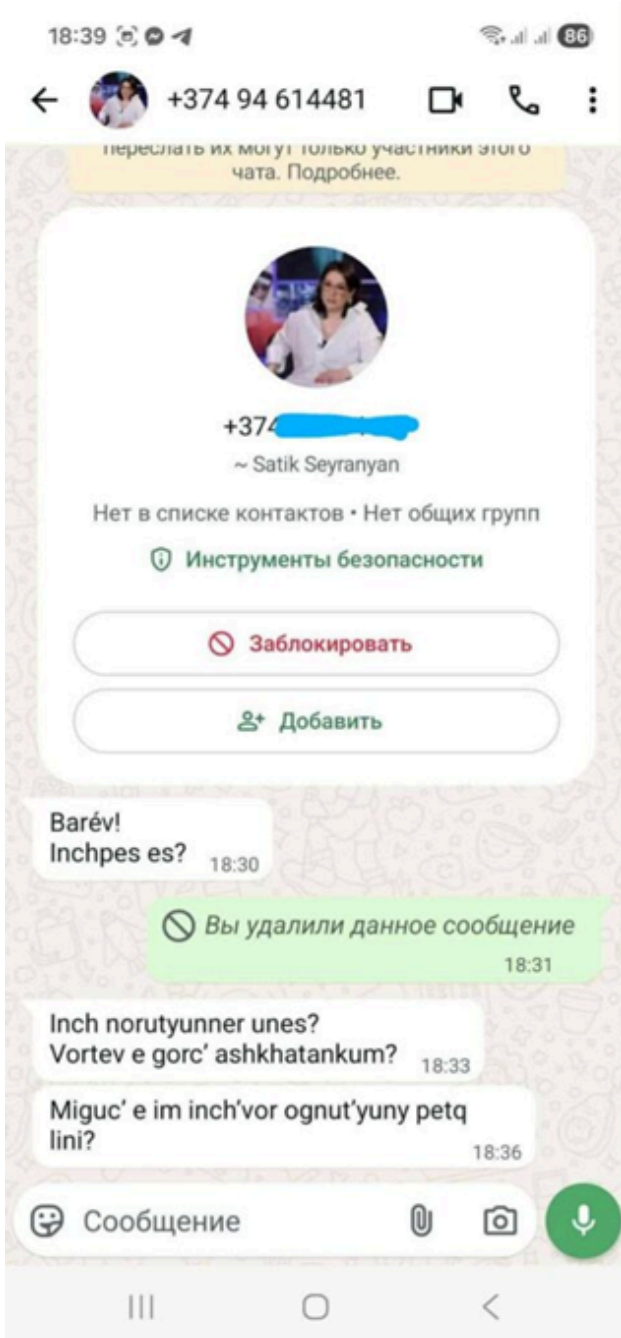 18:39
86
+374 94 614481
переслать их могут только участники этого
чата. Подробнее.
+374
~ Satik Seyranyan
Нет в списке контактов • Нет общих групп
Инструменты безопасности
Заблокировать
Добавить
Barév!
Inchpes es?
18:30
Вы удалили данное сообщение
18:31
Inch norutyunner unes?
Vortev e gorc’ ashkhatankum?
18:33
Miguc’ e im inch’vor ognut’yuny petq
lini?
18:36
Сообщение